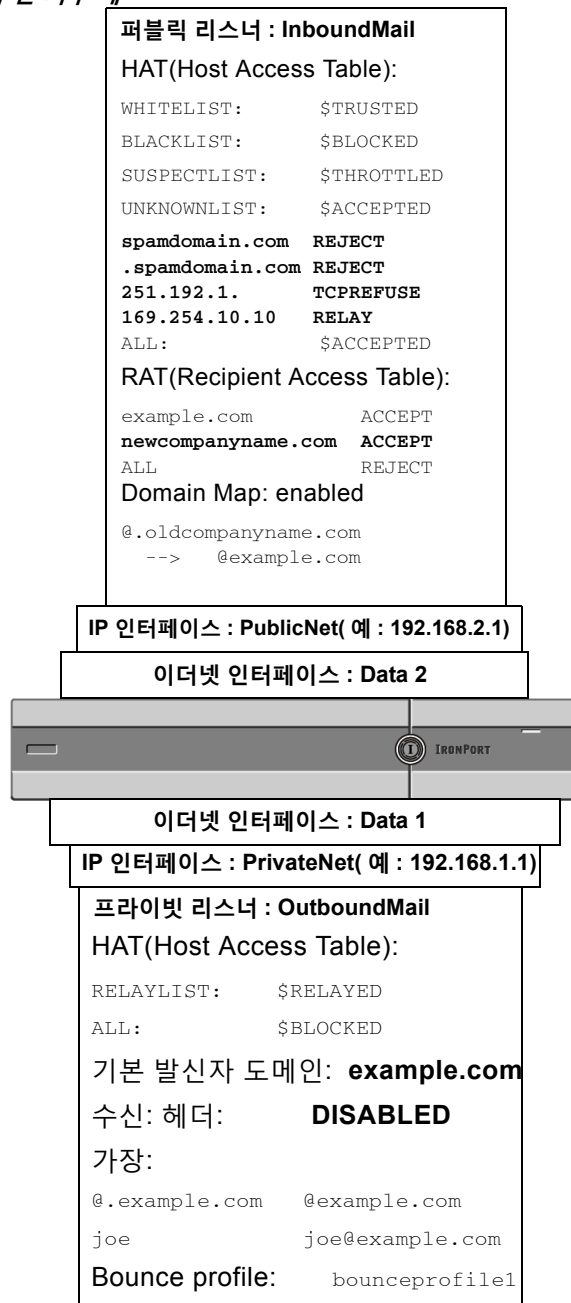 퍼블릭 리스너 : InboundMail
HAT(Host Access Table):
WHITELIST: $TRUSTED
BLACKLIST: $BLOCKED
SUSPECTLIST: $THROTTLED
UNKNOWNLIST: $ACCEPTED
spamdomain.com REJECT
.spamdomain.com REJECT
251.192.1. TCPREFUSE
169.254.10.10 RELAY
ALL: $ACCEPTED
RAT(Recipient Access Table):
example.com ACCEPT
newcompanyname.com ACCEPT
ALL REJECT
Domain Map: enabled
@.oldcompanyname.com
--> @example.com
IP 인터페이스 : PublicNet( 예 : 192.168.2.1)
이더넷 인터페이스 : Data 2
IRONPORT
이더넷 인터페이스 : Data 1
IP 인터페이스 : PrivateNet( 예 : 192.168.1.1)
프라이빗 리스너 : OutboundMail
HAT(Host Access Table):
RELAYLIST: $RELAYED
ALL: $BLOCKED
기본 발신자 도메인: example.com
수신: 헤더: DISABLED
가장:
@.example.com @example.com
joe joe@example.com
Bounce profile: bounceprofile1